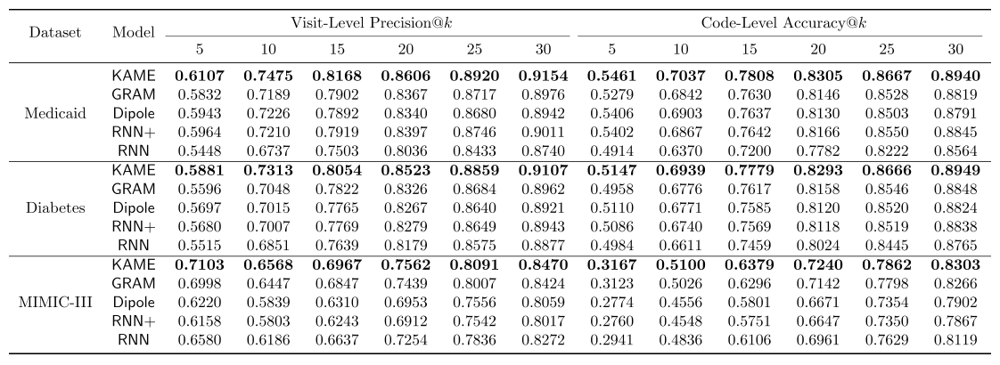 Dataset Model Visit-Level Precision@k Code-Level Accuracy@k
5 10 15 20 25 30 5 10 15 20 25 30
KAME 0.6107 0.7475 0.8168 0.8606 0.8920 0.9154 0.5461 0.7037 0.7808 0.8305 0.8667 0.8940
GRAM 0.5832 0.7189 0.7902 0.8367 0.8717 0.8976 0.5279 0.6842 0.7630 0.8146 0.8528 0.8819
Medicaid Dipole 0.5943 0.7226 0.7892 0.8340 0.8680 0.8942 0.5406 0.6903 0.7637 0.8130 0.8503 0.8791
RNN+ 0.5964 0.7210 0.7919 0.8397 0.8746 0.9011 0.5402 0.6867 0.7642 0.8166 0.8550 0.8845
RNN 0.5448 0.6737 0.7503 0.8036 0.8433 0.8740 0.4914 0.6370 0.7200 0.7782 0.8222 0.8564
KAME 0.5881 0.7313 0.8054 0.8523 0.8859 0.9107 0.5147 0.6939 0.7779 0.8293 0.8666 0.8949
GRAM 0.5596 0.7048 0.7822 0.8326 0.8684 0.8962 0.4958 0.6776 0.7617 0.8158 0.8546 0.8848
Diabetes Dipole 0.5697 0.7015 0.7765 0.8267 0.8640 0.8921 0.5110 0.6771 0.7585 0.8120 0.8520 0.8824
RNN+ 0.5680 0.7007 0.7769 0.8279 0.8649 0.8943 0.5086 0.6740 0.7569 0.8118 0.8519 0.8838
RNN 0.5515 0.6851 0.7639 0.8179 0.8575 0.8877 0.4984 0.6611 0.7459 0.8024 0.8445 0.8765
KAME 0.7103 0.6568 0.6967 0.7562 0.8091 0.8470 0.3167 0.5100 0.6379 0.7240 0.7862 0.8303
GRAM 0.6998 0.6447 0.6847 0.7439 0.8007 0.8424 0.3123 0.5026 0.6296 0.7142 0.7798 0.8266
MIMIC-III Dipole 0.6220 0.5839 0.6310 0.6953 0.7556 0.8059 0.2774 0.4556 0.5801 0.6671 0.7354 0.7902
RNN+ 0.6158 0.5803 0.6243 0.6912 0.7542 0.8017 0.2760 0.4548 0.5751 0.6647 0.7350 0.7867
RNN 0.6580 0.6186 0.6637 0.7254 0.7836 0.8272 0.2941 0.4836 0.6106 0.6961 0.7629 0.8119